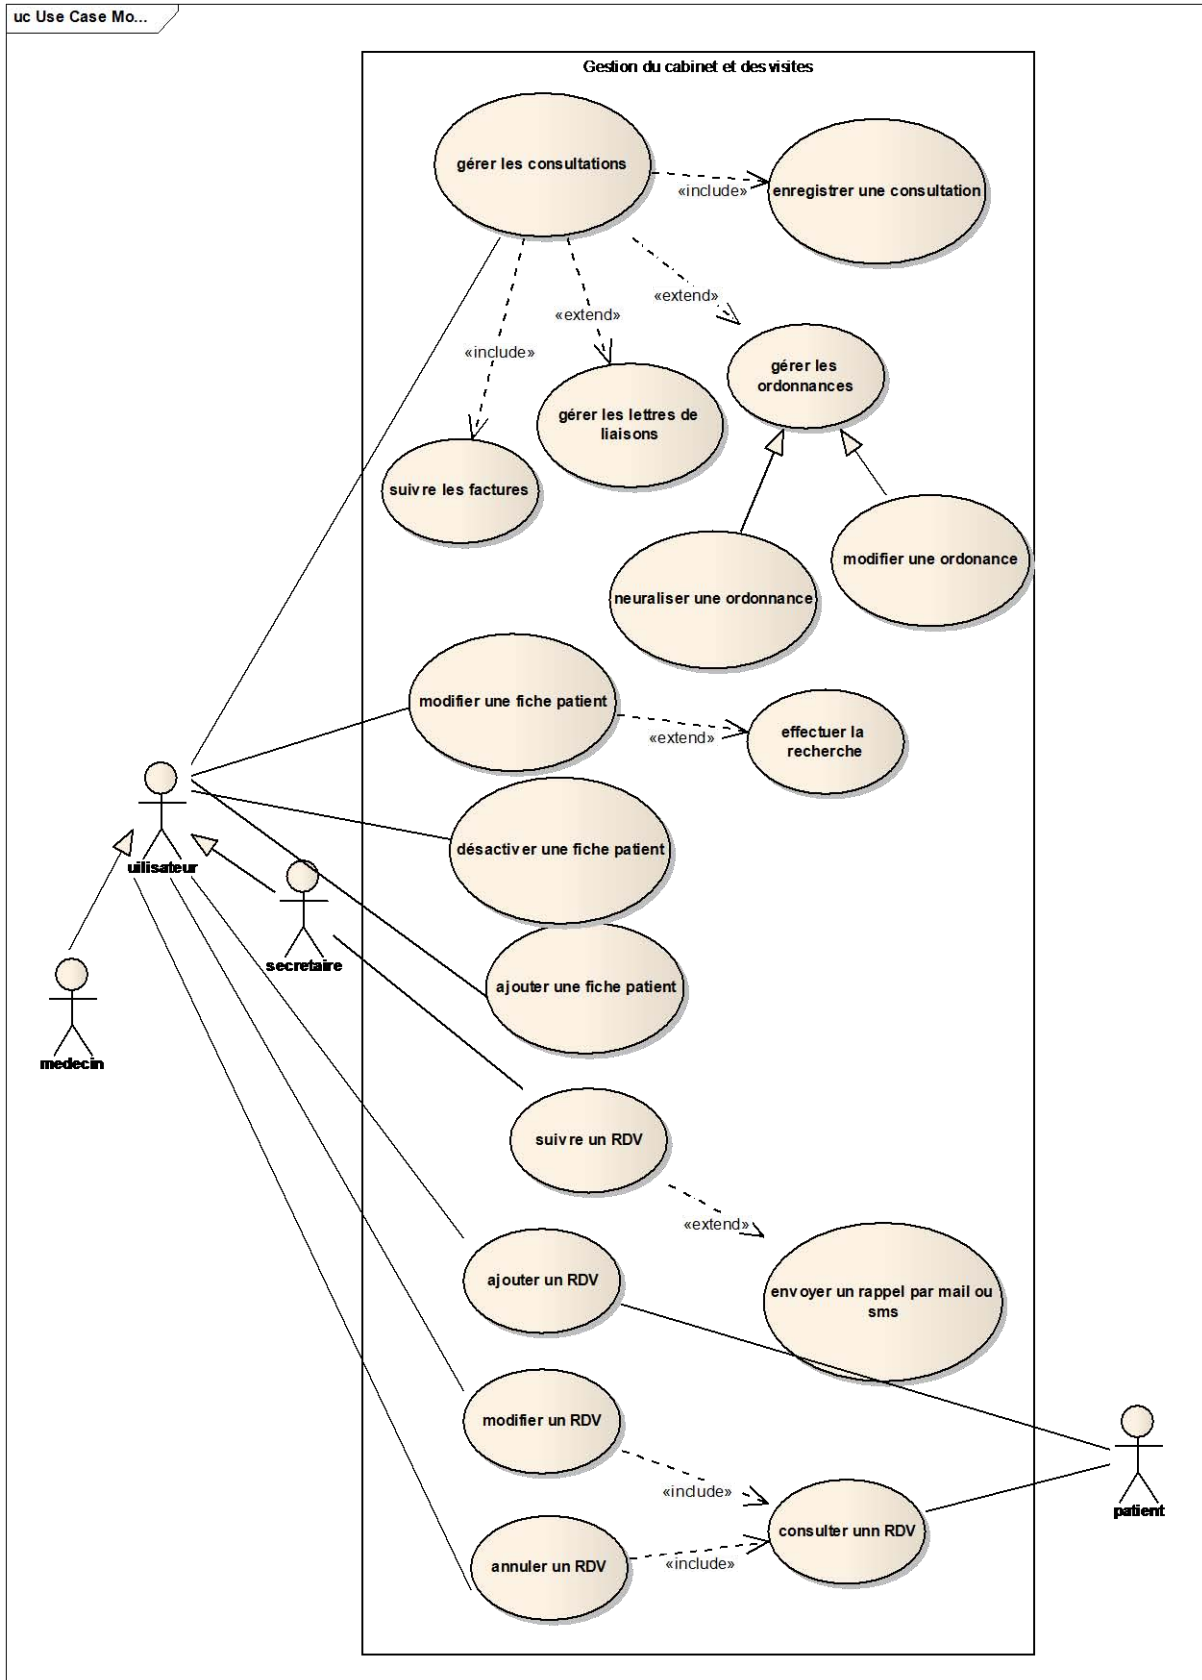 uc Use Case Mo...
Gestion du cabinet et des visites
gérer les consultations
«include»
enregistrer une consultation
«extend»
«extend»
«include»
gérer les
ordonnances
gérer les lettres de
liaisons
suivre les factures
modifier une ordonance
neuraliser une ordonnance
modifier une fiche patient
«extend»
effectuer la
recherche
désactiver une fiche patient
uilisateur
secretaire
ajouter une fiche patient
medecin
suivre un RDV
«extend»
ajouter un RDV
envoyer un rappel par mail ou
sms
modifier un RDV
«include»
patient
consulter unn RDV
annuler un RDV
«include»